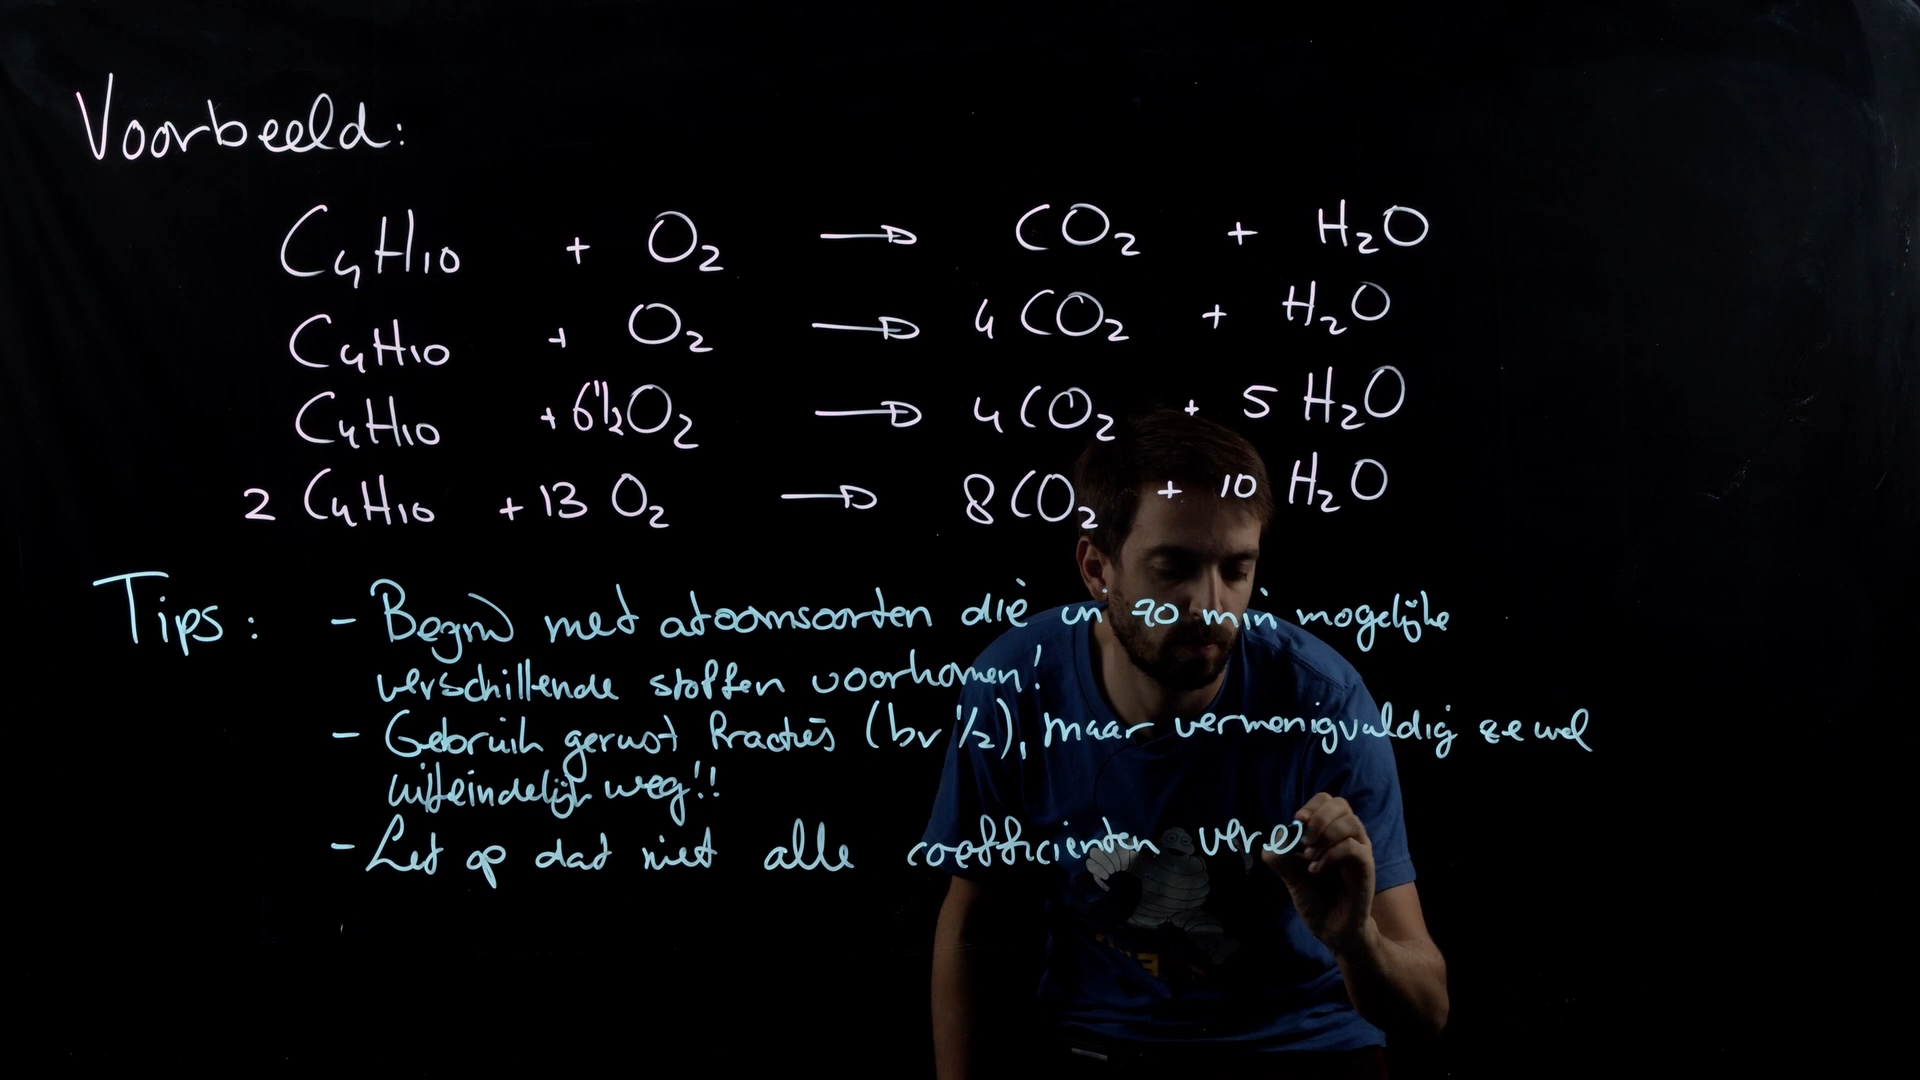 Voorbeeld:
C₄H₁₀ + O₂ → CO₂ + H₂O
C₄H₁₀ + O₂ → 4 CO₂ + H₂O
C₄H₁₀ + 6½O₂ → 4 CO₂ + 5 H₂O
2 C₄H₁₀ + 13 O₂ → 8 CO₂ + 10 H₂O
Tips: - Begin met atoomsoorten die in zo min mogelijke
verschillende stoffen voorkomen!
- Gebruik gerust fracties (bv ½), maar vermenigvuldig ze wel
uiteindelijk weg!!
- Let op dat niet alle coefficienten vere